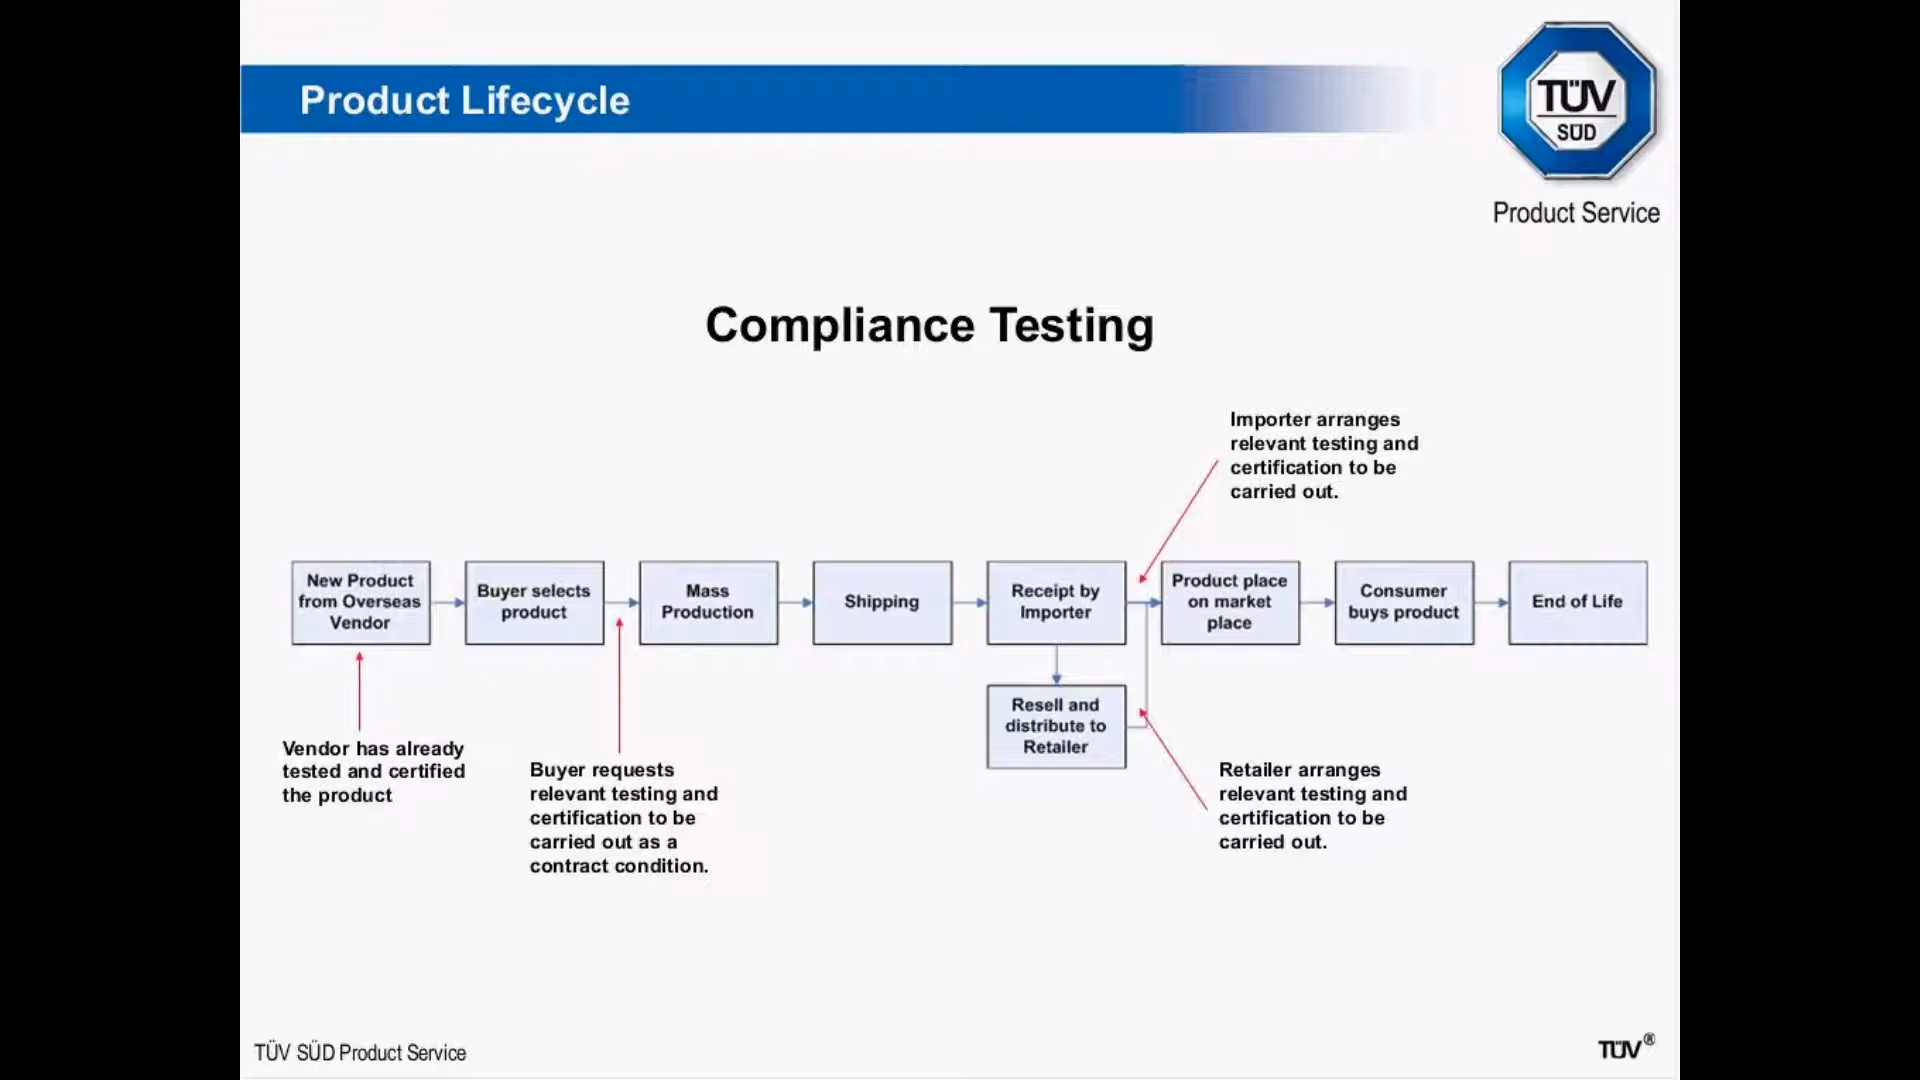 Product Lifecycle
TÜV
SÜD
Product Service
Compliance Testing
Importer arranges
relevant testing and
certification to be
carried out.
New Product
from Overseas
Vendor
Buyer selects
product
Mass
Production
Shipping
Receipt by
Importer
Product place
on market
place
Consumer
buys product
End of Life
Resell and
distribute to
Retailer
Vendor has already
tested and certified
the product
Buyer requests
relevant testing and
certification to be
carried out as a
contract condition.
Retailer arranges
relevant testing and
certification to be
carried out.
TÜV SÜD Product Service
TÜV®